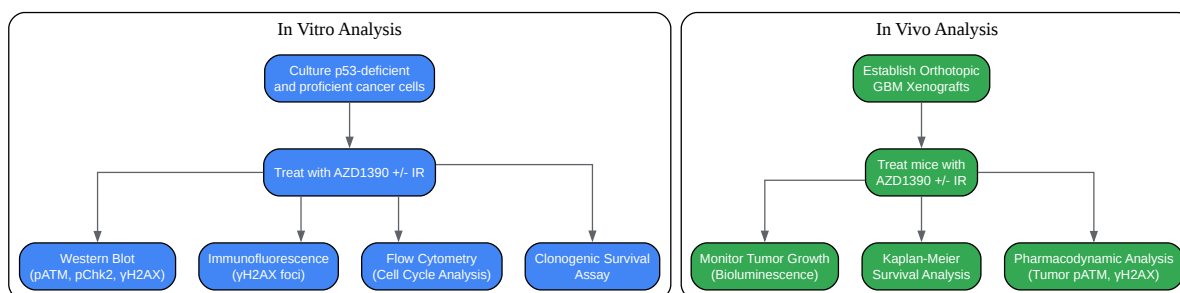 In Vitro Analysis
Culture p53-deficient
and proficient cancer cells
Treat with AZD1390 +/- IR
Western Blot
(pATM, pChk2, γH2AX)
Immunofluorescence
(γH2AX foci)
Flow Cytometry
(Cell Cycle Analysis)
Clonogenic Survival
Assay
In Vivo Analysis
Establish Orthotopic
GBM Xenografts
Treat mice with
AZD1390 +/- IR
Monitor Tumor Growth
(Bioluminescence)
Kaplan-Meier
Survival Analysis
Pharmacodynamic Analysis
(Tumor pATM, γH2AX)